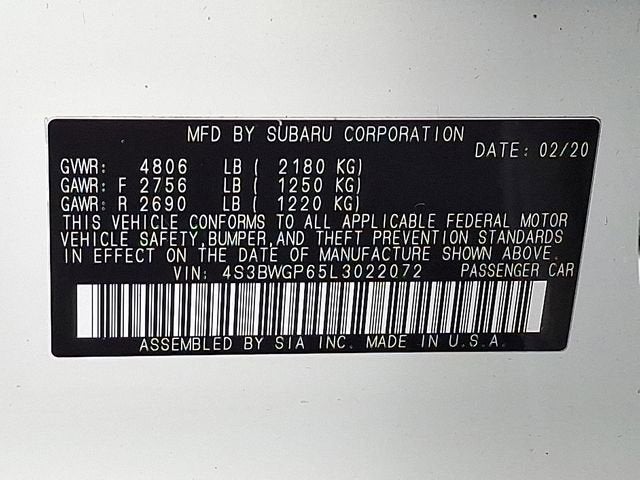 MFD BY SUBARU CORPORATION
DATE: 02/20
GVWR: 4806 LB ( 2180 KG)
GAWR: F 2756 LB ( 1250 KG)
GAWR: R 2690 LB ( 1220 KG)
THIS VEHICLE CONFORMS TO ALL APPLICABLE FEDERAL MOTOR
VEHICLE SAFETY, BUMPER, AND THEFT PREVENTION STANDARDS
IN EFFECT ON THE DATE OF MANUFACTURE SHOWN ABOVE.
VIN: 4S3BWGP65L3022072 PASSENGER CAR
ASSEMBLED BY SIA INC. MADE IN U.S.A.